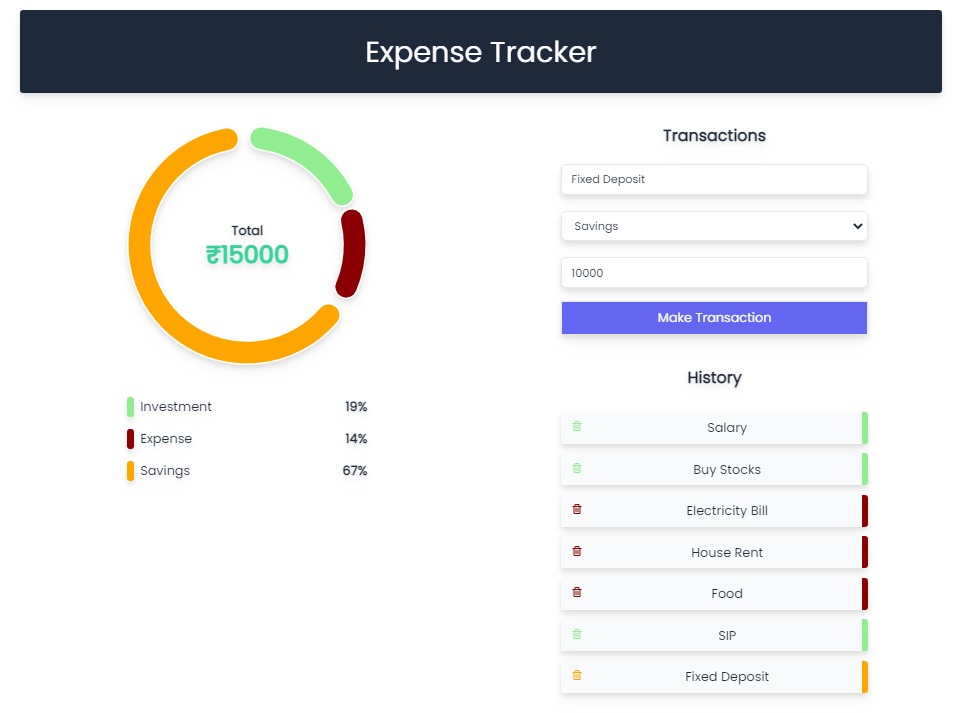 Expense Tracker
Total
₹15000
Investment 19%
Expense 14%
Savings 67%
Transactions
Fixed Deposit
Savings
10000
Make Transaction
History
Salary
Buy Stocks
Electricity Bill
House Rent
Food
SIP
Fixed Deposit